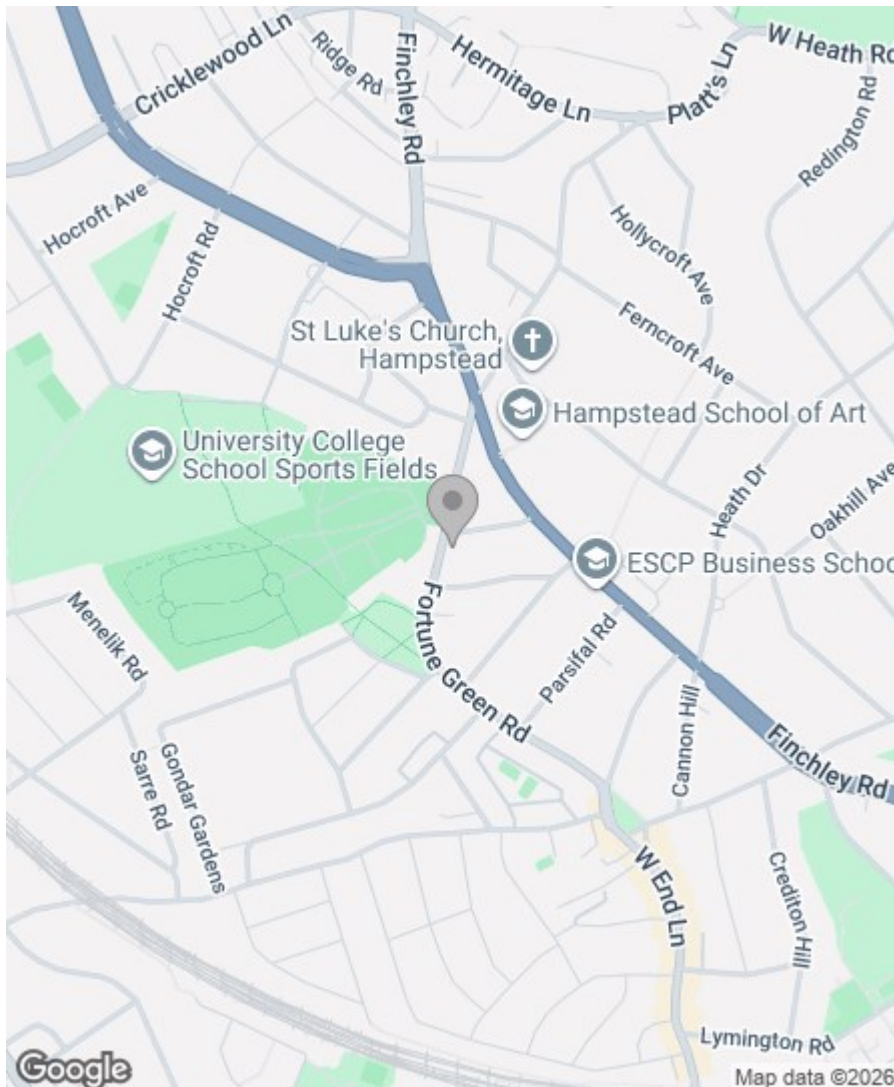 Cricklewood Ln
Ridge Rd
Finchley Rd
Hermitage Ln
Platt's Ln
W Heath Rd
Redington Rd
Hocroft Ave
Hocroft Rd
Hollycroft Ave
Ferncroft Ave
St Luke's Church,
Hampstead
Hampstead School of Art
University College
School Sports Fields
Heath Dr
Oakhill Ave
ESCP Business School
Menelik Rd
Fortune Green Rd
Parsifal Rd
Cannon Hill
Finchley Rd
Sarre Rd
Gondar Gardens
W End Ln
Crediton Hill
Lymington Rd
Google
Map data ©2026